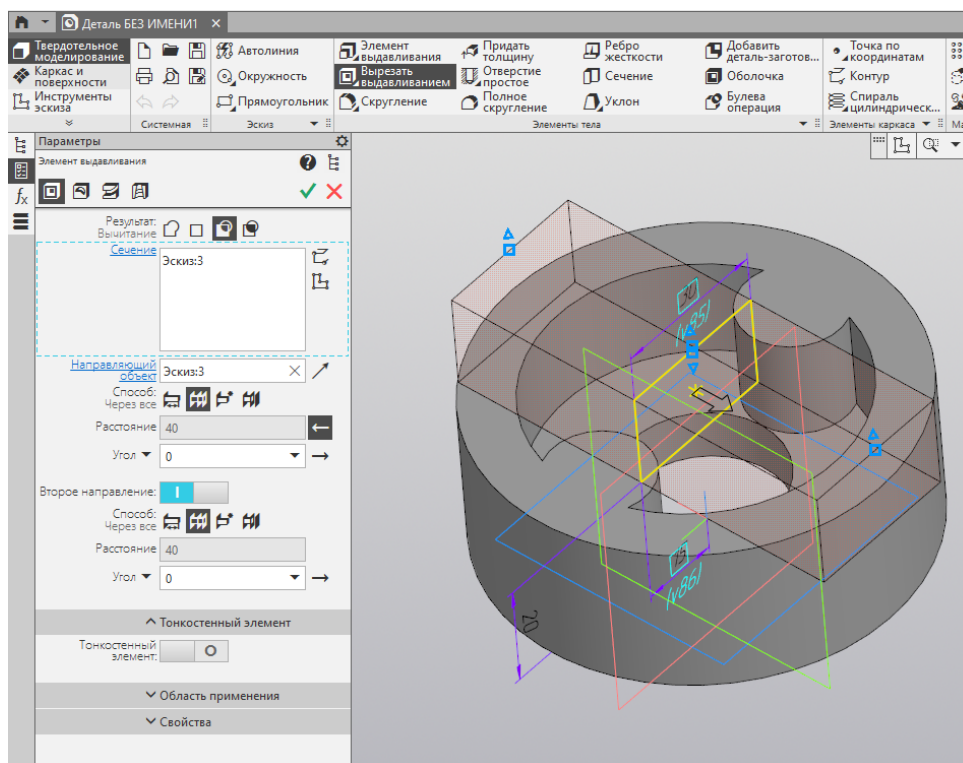 Деталь БЕЗ ИМЕНИ1
Твердотельное
моделирование
Каркас и
поверхности
Инструменты
эскиза
Системная
Автолиния
Окружность
Прямоугольник
Эскиз
Элемент
выдавливания
Вырезать
выдавливанием
Скругление
Придать
толщину
Отверстие
простое
Полное
скругление
Ребро
жесткости
Сечение
Уклон
Добавить
деталь-заготов...
Оболочка
Булева
операция
Элементы тела
Точка по
координатам
Контур
Спираль
цилиндрическ...
Элементы каркаса
Ма
Параметры
Элемент выдавливания
Результат:
Вычитание
Сечение
Эскиз:3
Направляющий
объект
Эскиз:3
Способ:
Через все
Расстояние
40
Угол
0
Второе направление:
Способ:
Через все
Расстояние
40
Угол
0
Тонкостенный элемент
Тонкостенный
элемент:
Область применения
Свойства
30
(v85)
15
(v86)
20